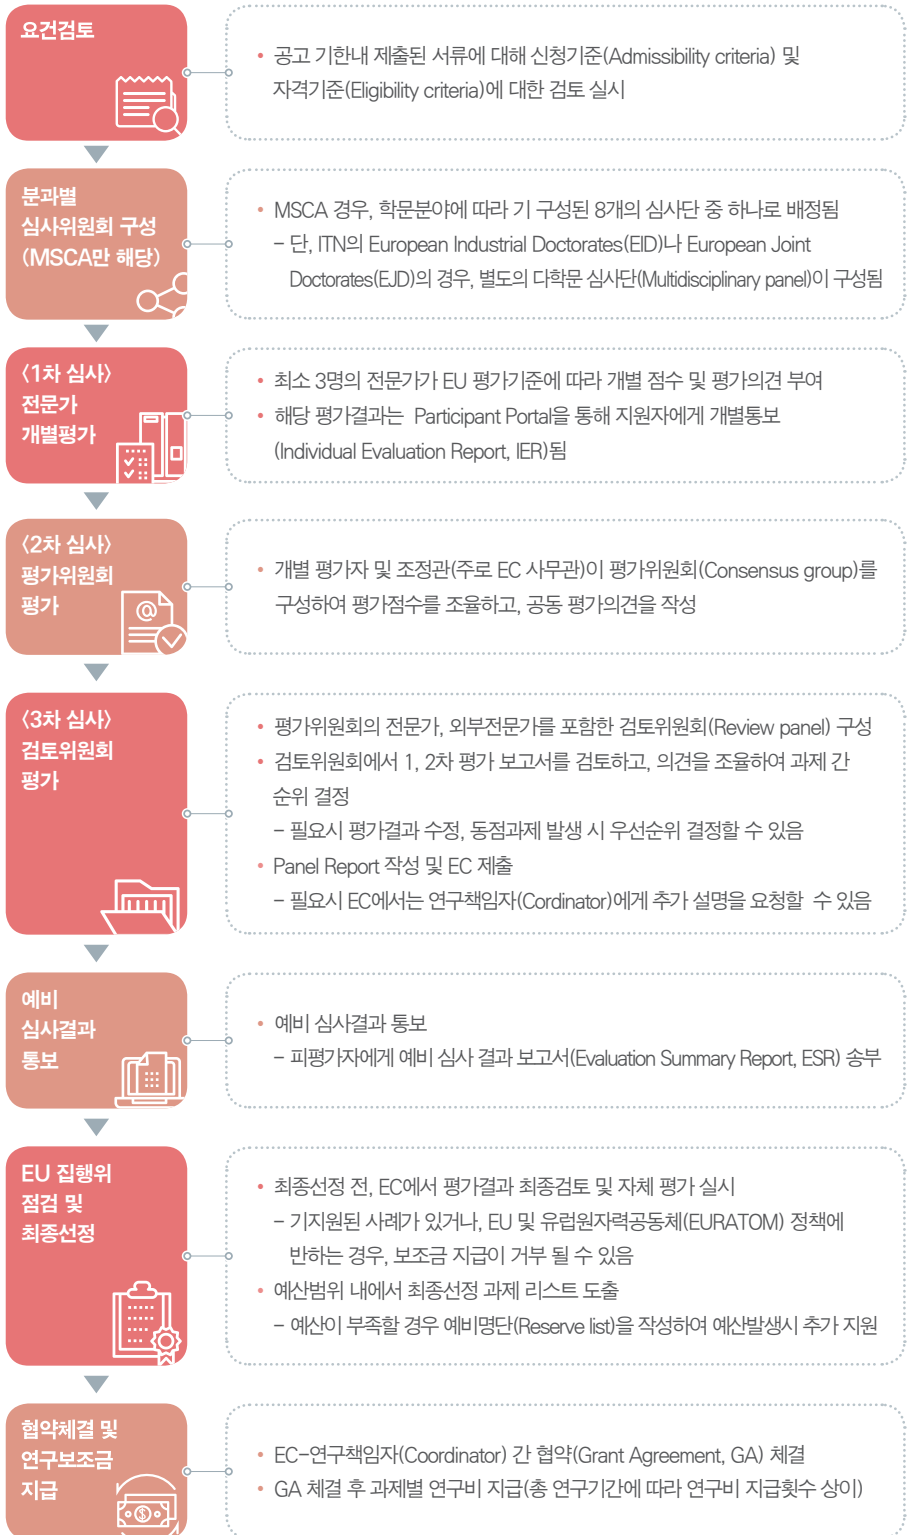 요건검토
• 공고 기한내 제출된 서류에 대해 신청기준(Admissibility criteria) 및
자격기준(Eligibility criteria)에 대한 검토 실시
분과별
심사위원회 구성
(MSCA만 해당)
• MSCA 경우, 학문분야에 따라 기 구성된 8개의 심사단 중 하나로 배정됨
- 단, ITN의 European Industrial Doctorates(EID)나 European Joint
Doctorates(EJD)의 경우, 별도의 다학문 심사단(Multidisciplinary panel)이 구성됨
〈1차 심사〉
전문가
개별평가
• 최소 3명의 전문가가 EU 평가기준에 따라 개별 점수 및 평가의견 부여
• 해당 평가결과는 Participant Portal을 통해 지원자에게 개별통보
(Individual Evaluation Report, IER)됨
〈2차 심사〉
평가위원회
평가
@
• 개별 평가자 및 조정관(주로 EC 사무관)이 평가위원회(Consensus group)를
구성하여 평가점수를 조율하고, 공동 평가의견을 작성
〈3차 심사〉
검토위원회
평가
• 평가위원회의 전문가, 외부전문가를 포함한 검토위원회(Review panel) 구성
• 검토위원회에서 1, 2차 평가 보고서를 검토하고, 의견을 조율하여 과제 간
순위 결정
- 필요시 평가결과 수정, 동점과제 발생 시 우선순위 결정할 수 있음
• Panel Report 작성 및 EC 제출
- 필요시 EC에서는 연구책임자(Cordinator)에게 추가 설명을 요청할 수 있음
예비
심사결과
통보
• 예비 심사결과 통보
- 피평가자에게 예비 심사 결과 보고서(Evaluation Summary Report, ESR) 송부
EU 집행위
점검 및
최종선정
• 최종선정 전, EC에서 평가결과 최종검토 및 자체 평가 실시
- 기지원된 사례가 있거나, EU 및 유럽원자력공동체(EURATOM) 정책에
반하는 경우, 보조금 지급이 거부 될 수 있음
• 예산범위 내에서 최종선정 과제 리스트 도출
- 예산이 부족할 경우 예비명단(Reserve list)을 작성하여 예산발생시 추가 지원
협약체결 및
연구보조금
지급
$
• EC-연구책임자(Coordinator) 간 협약(Grant Agreement, GA) 체결
• GA 체결 후 과제별 연구비 지급(총 연구기간에 따라 연구비 지급횟수 상이)